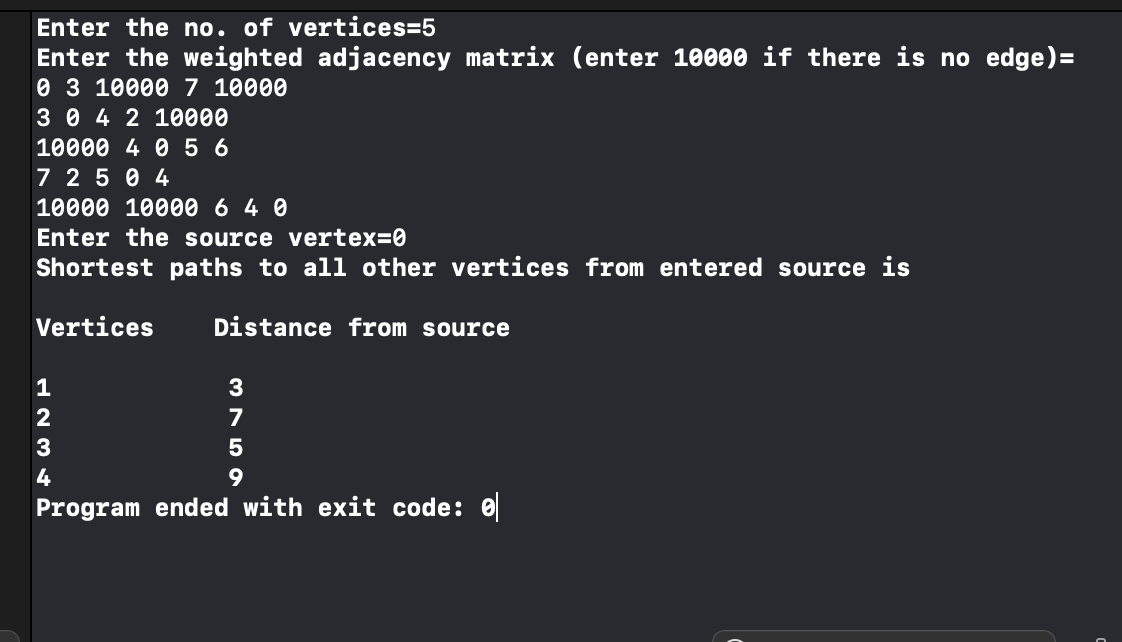 Enter the no. of vertices=5
Enter the weighted adjacency matrix (enter 10000 if there is no edge)=
0 3 10000 7 10000
3 0 4 2 10000
10000 4 0 5 6
7 2 5 0 4
10000 10000 6 4 0
Enter the source vertex=0
Shortest paths to all other vertices from entered source is
Vertices    Distance from source
1            3
2            7
3            5
4            9
Program ended with exit code: 0